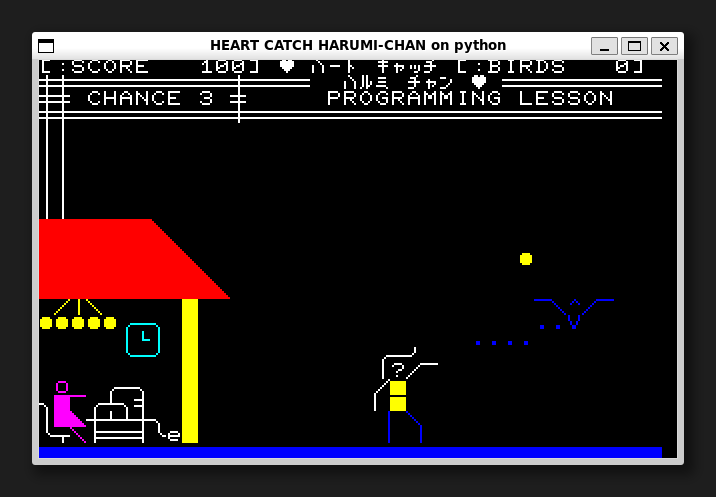 HEART CATCH HARUMI-CHAN on python
[:SCORE 100] ♥ ハート キャッチ [:BIRDS 0]
ハルミ チャン ♥
CHANCE 3 PROGRAMMING LESSON
?
e